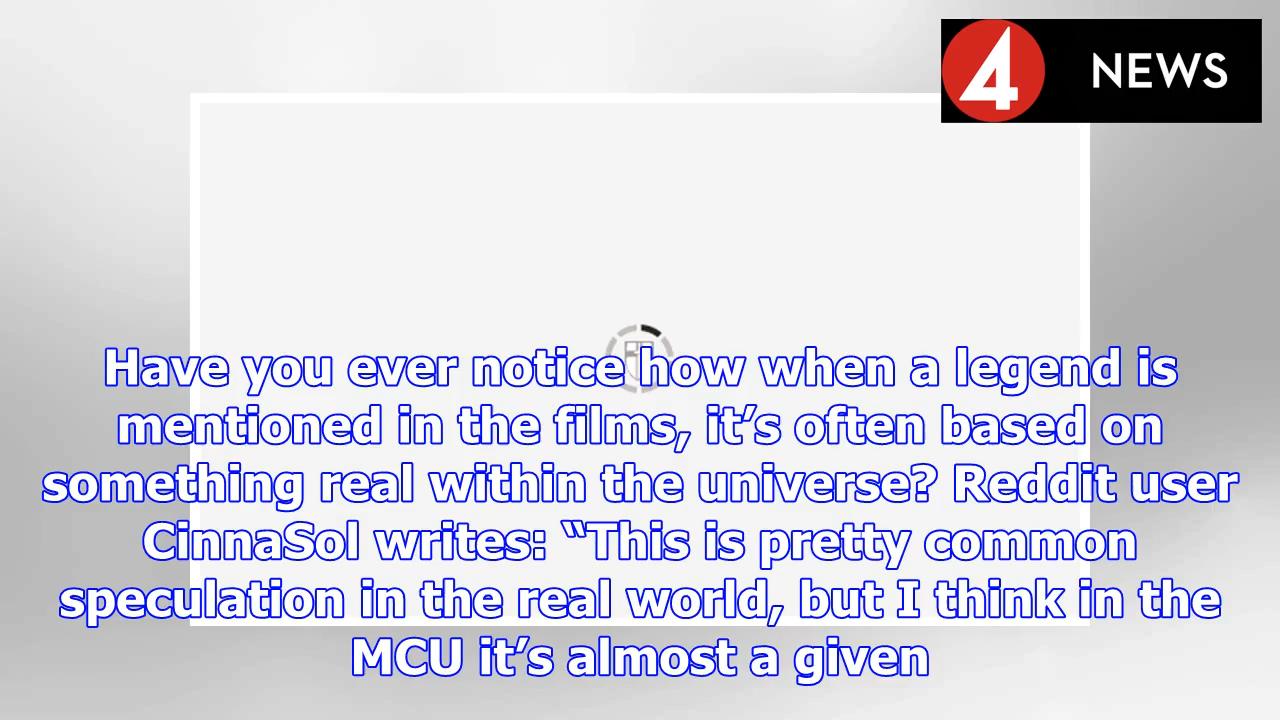 4 NEWS
Have you ever notice how when a legend is
mentioned in the films, it’s often based on
something real within the universe? Reddit user
CinnaSol writes: “This is pretty common
speculation in the real world, but I think in the
MCU it’s almost a given